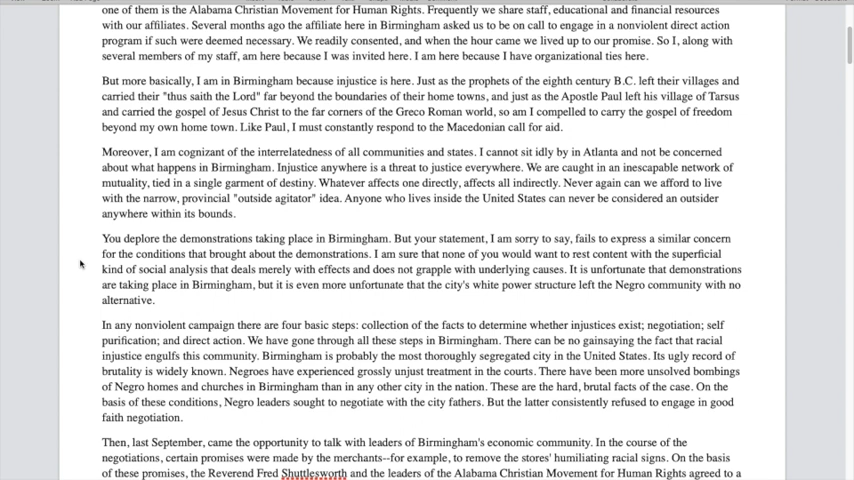 one of them is the Alabama Christian Movement for Human Rights. Frequently we share staff, educational and financial resources
with our affiliates. Several months ago the affiliate here in Birmingham asked us to be on call to engage in a nonviolent direct action
program if such were deemed necessary. We readily consented, and when the hour came we lived up to our promise. So I, along with
several members of my staff, am here because I was invited here. I am here because I have organizational ties here.
But more basically, I am in Birmingham because injustice is here. Just as the prophets of the eighth century B.C. left their villages and
carried their "thus saith the Lord" far beyond the boundaries of their home towns, and just as the Apostle Paul left his village of Tarsus
and carried the gospel of Jesus Christ to the far corners of the Greco Roman world, so am I compelled to carry the gospel of freedom
beyond my own home town. Like Paul, I must constantly respond to the Macedonian call for aid.
Moreover, I am cognizant of the interrelatedness of all communities and states. I cannot sit idly by in Atlanta and not be concerned
about what happens in Birmingham. Injustice anywhere is a threat to justice everywhere. We are caught in an inescapable network of
mutuality, tied in a single garment of destiny. Whatever affects one directly, affects all indirectly. Never again can we afford to live
with the narrow, provincial "outside agitator" idea. Anyone who lives inside the United States can never be considered an outsider
anywhere within its bounds.
You deplore the demonstrations taking place in Birmingham. But your statement, I am sorry to say, fails to express a similar concern
for the conditions that brought about the demonstrations. I am sure that none of you would want to rest content with the superficial
kind of social analysis that deals merely with effects and does not grapple with underlying causes. It is unfortunate that demonstrations
are taking place in Birmingham, but it is even more unfortunate that the city's white power structure left the Negro community with no
alternative.
In any nonviolent campaign there are four basic steps: collection of the facts to determine whether injustices exist; negotiation; self
purification; and direct action. We have gone through all these steps in Birmingham. There can be no gainsaying the fact that racial
injustice engulfs this community. Birmingham is probably the most thoroughly segregated city in the United States. Its ugly record of
brutality is widely known. Negroes have experienced grossly unjust treatment in the courts. There have been more unsolved bombings
of Negro homes and churches in Birmingham than in any other city in the nation. These are the hard, brutal facts of the case. On the
basis of these conditions, Negro leaders sought to negotiate with the city fathers. But the latter consistently refused to engage in good
faith negotiation.
Then, last September, came the opportunity to talk with leaders of Birmingham's economic community. In the course of the
negotiations, certain promises were made by the merchants--for example, to remove the stores' humiliating racial signs. On the basis
of these promises, the Reverend Fred Shuttlesworth and the leaders of the Alabama Christian Movement for Human Rights agreed to a